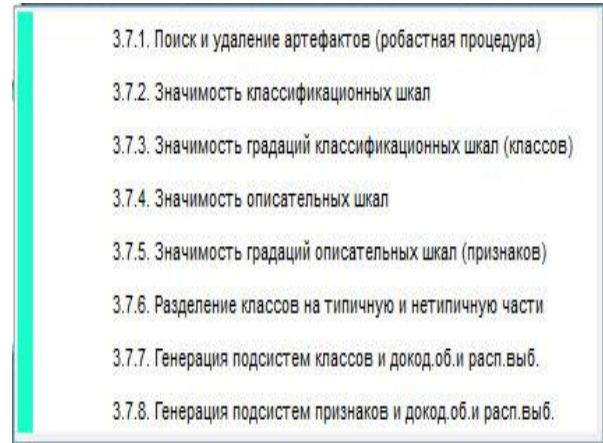 3.7.1. Поиск и удаление артефактов (робастная процедура)
3.7.2. Значимость классификационных шкал
3.7.3. Значимость градаций классификационных шкал (классов)
3.7.4. Значимость описательных шкал
3.7.5. Значимость градаций описательных шкал (признаков)
3.7.6. Разделение классов на типичную и нетипичную части
3.7.7. Генерация подсистем классов и докод.об.и расп.выб.
3.7.8. Генерация подсистем признаков и докод.об.и расп.выб.